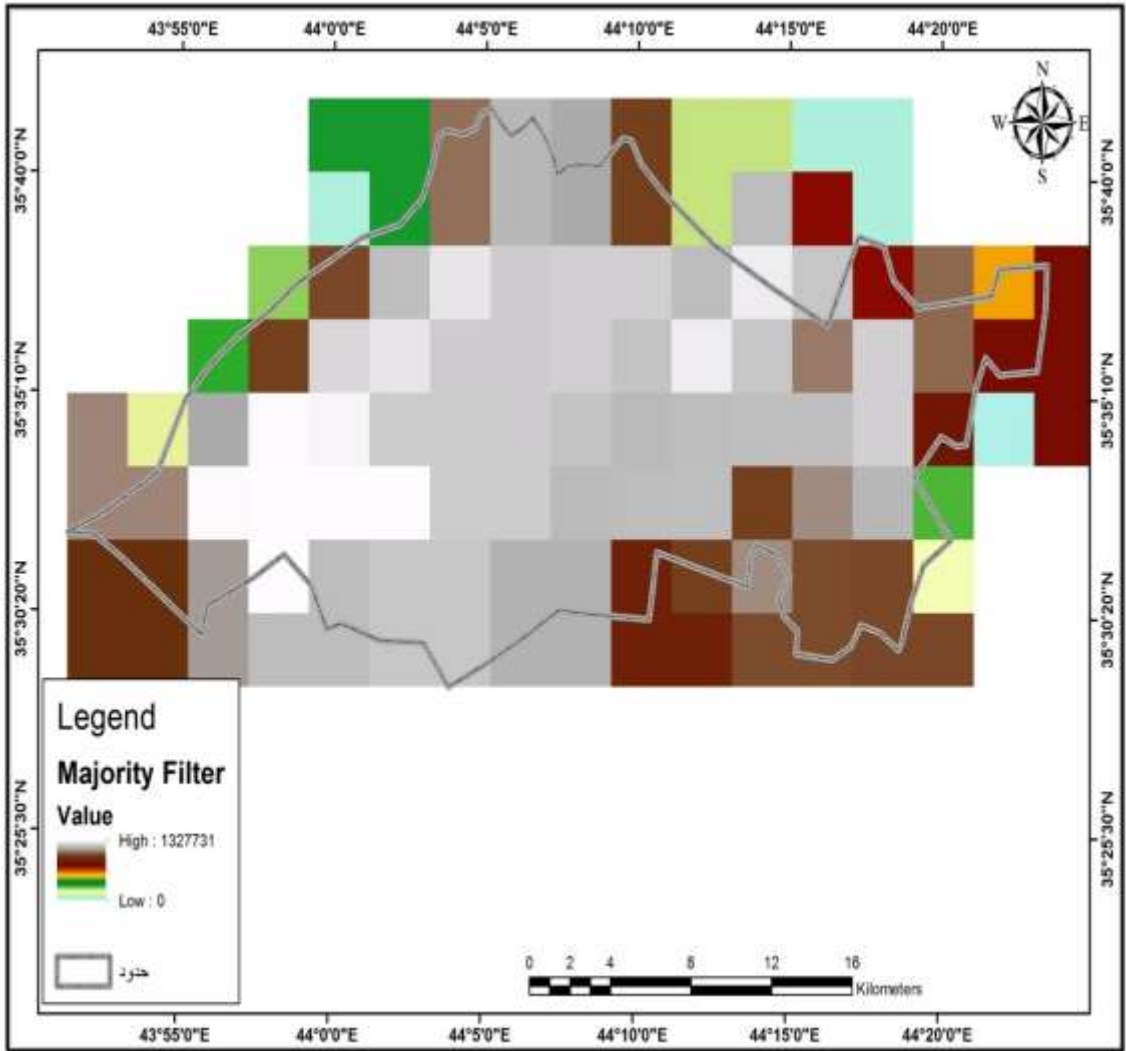 43°55'0"E 44°0'0"E 44°5'0"E 44°10'0"E 44°15'0"E 44°20'0"E
N
W E
S
35°40'0"N 35°40'0"N
35°35'10"N 35°35'10"N
35°30'20"N 35°30'20"N
35°25'30"N 35°25'30"N
Legend
Majority Filter
Value
High : 1327731
Low : 0
حدود
0 2 4 8 12 16
Kilometers
43°55'0"E 44°0'0"E 44°5'0"E 44°10'0"E 44°15'0"E 44°20'0"E